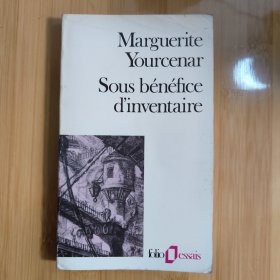 Marguerite
Yourcenar
Sous bénéfice
d'inventaire
folio essais